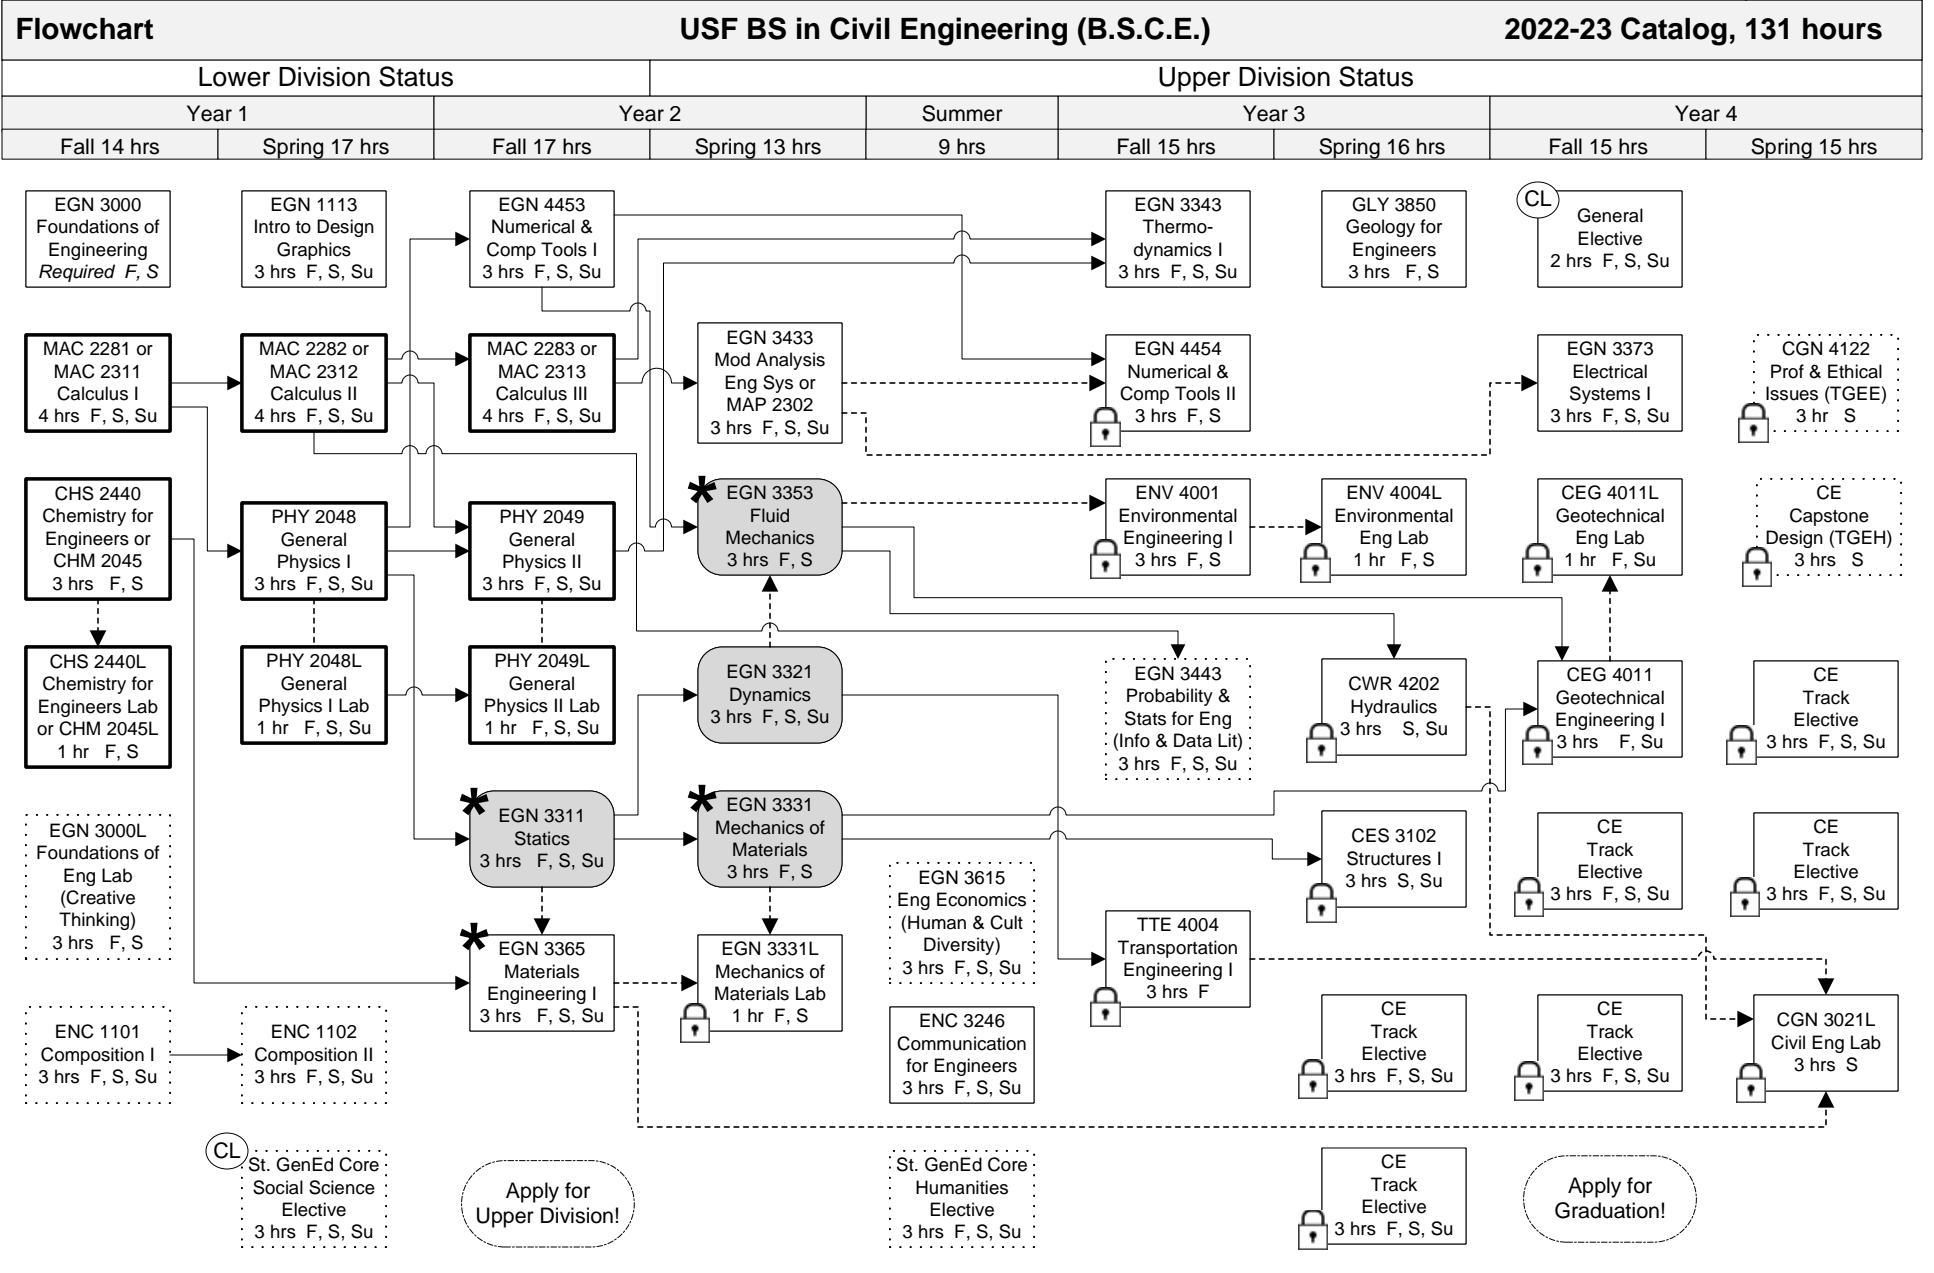 Flowchart
USF BS in Civil Engineering (B.S.C.E.)
2022-23 Catalog, 131 hours
Lower Division Status
Upper Division Status
Year 1
Year 2
Summer
Year 3
Year 4
Fall 14 hrs
Spring 17 hrs
Fall 17 hrs
Spring 13 hrs
9 hrs
Fall 15 hrs
Spring 16 hrs
Fall 15 hrs
Spring 15 hrs
EGN 3000
Foundations of
Engineering
Required F, S
MAC 2281 or
MAC 2311
Calculus I
4 hrs F, S, Su
CHS 2440
Chemistry for
Engineers or
CHM 2045
3 hrs F, S
CHS 2440L
Chemistry for
Engineers Lab
or CHM 2045L
1 hr F, S
EGN 3000L
Foundations of
Eng Lab
(Creative
Thinking)
3 hrs F, S
ENC 1101
Composition I
3 hrs F, S, Su
EGN 1113
Intro to Design
Graphics
3 hrs F, S, Su
MAC 2282 or
MAC 2312
Calculus II
4 hrs F, S, Su
PHY 2048
General
Physics I
3 hrs F, S, Su
PHY 2048L
General
Physics I Lab
1 hr F, S, Su
ENC 1102
Composition II
3 hrs F, S, Su
CL
St. GenEd Core
Social Science
Elective
3 hrs F, S, Su
EGN 4453
Numerical &
Comp Tools I
3 hrs F, S, Su
MAC 2283 or
MAC 2313
Calculus III
4 hrs F, S, Su
PHY 2049
General
Physics II
3 hrs F, S, Su
PHY 2049L
General
Physics II Lab
1 hr F, S, Su
*
EGN 3311
Statics
3 hrs F, S, Su
*
EGN 3365
Materials
Engineering I
3 hrs F, S, Su
Apply for
Upper Division!
EGN 3433
Mod Analysis
Eng Sys or
MAP 2302
3 hrs F, S, Su
*
EGN 3353
Fluid
Mechanics
3 hrs F, S
EGN 3321
Dynamics
3 hrs F, S, Su
*
EGN 3331
Mechanics of
Materials
3 hrs F, S
EGN 3331L
Mechanics of
Materials Lab
1 hr F, S
EGN 3615
Eng Economics
(Human & Cult
Diversity)
3 hrs F, S, Su
ENC 3246
Communication
for Engineers
3 hrs F, S, Su
St. GenEd Core
Humanities
Elective
3 hrs F, S, Su
EGN 3343
Thermo-
dynamics I
3 hrs F, S, Su
EGN 4454
Numerical &
Comp Tools II
3 hrs F, S
ENV 4001
Environmental
Engineering I
3 hrs F, S
EGN 3443
Probability &
Stats for Eng
(Info & Data Lit)
3 hrs F, S, Su
TTE 4004
Transportation
Engineering I
3 hrs F
GLY 3850
Geology for
Engineers
3 hrs F, S
ENV 4004L
Environmental
Eng Lab
1 hr F, S
CWR 4202
Hydraulics
3 hrs S, Su
CES 3102
Structures I
3 hrs S, Su
CE
Track
Elective
3 hrs F, S, Su
CE
Track
Elective
3 hrs F, S, Su
CL
General
Elective
2 hrs F, S, Su
EGN 3373
Electrical
Systems I
3 hrs F, S, Su
CEG 4011L
Geotechnical
Eng Lab
1 hr F, Su
CEG 4011
Geotechnical
Engineering I
3 hrs F, Su
CE
Track
Elective
3 hrs F, S, Su
CE
Track
Elective
3 hrs F, S, Su
Apply for
Graduation!
CGN 4122
Prof & Ethical
Issues (TGEE)
3 hr S
CE
Capstone
Design (TGEH)
3 hrs S
CE
Track
Elective
3 hrs F, S, Su
CE
Track
Elective
3 hrs F, S, Su
CGN 3021L
Civil Eng Lab
3 hrs S